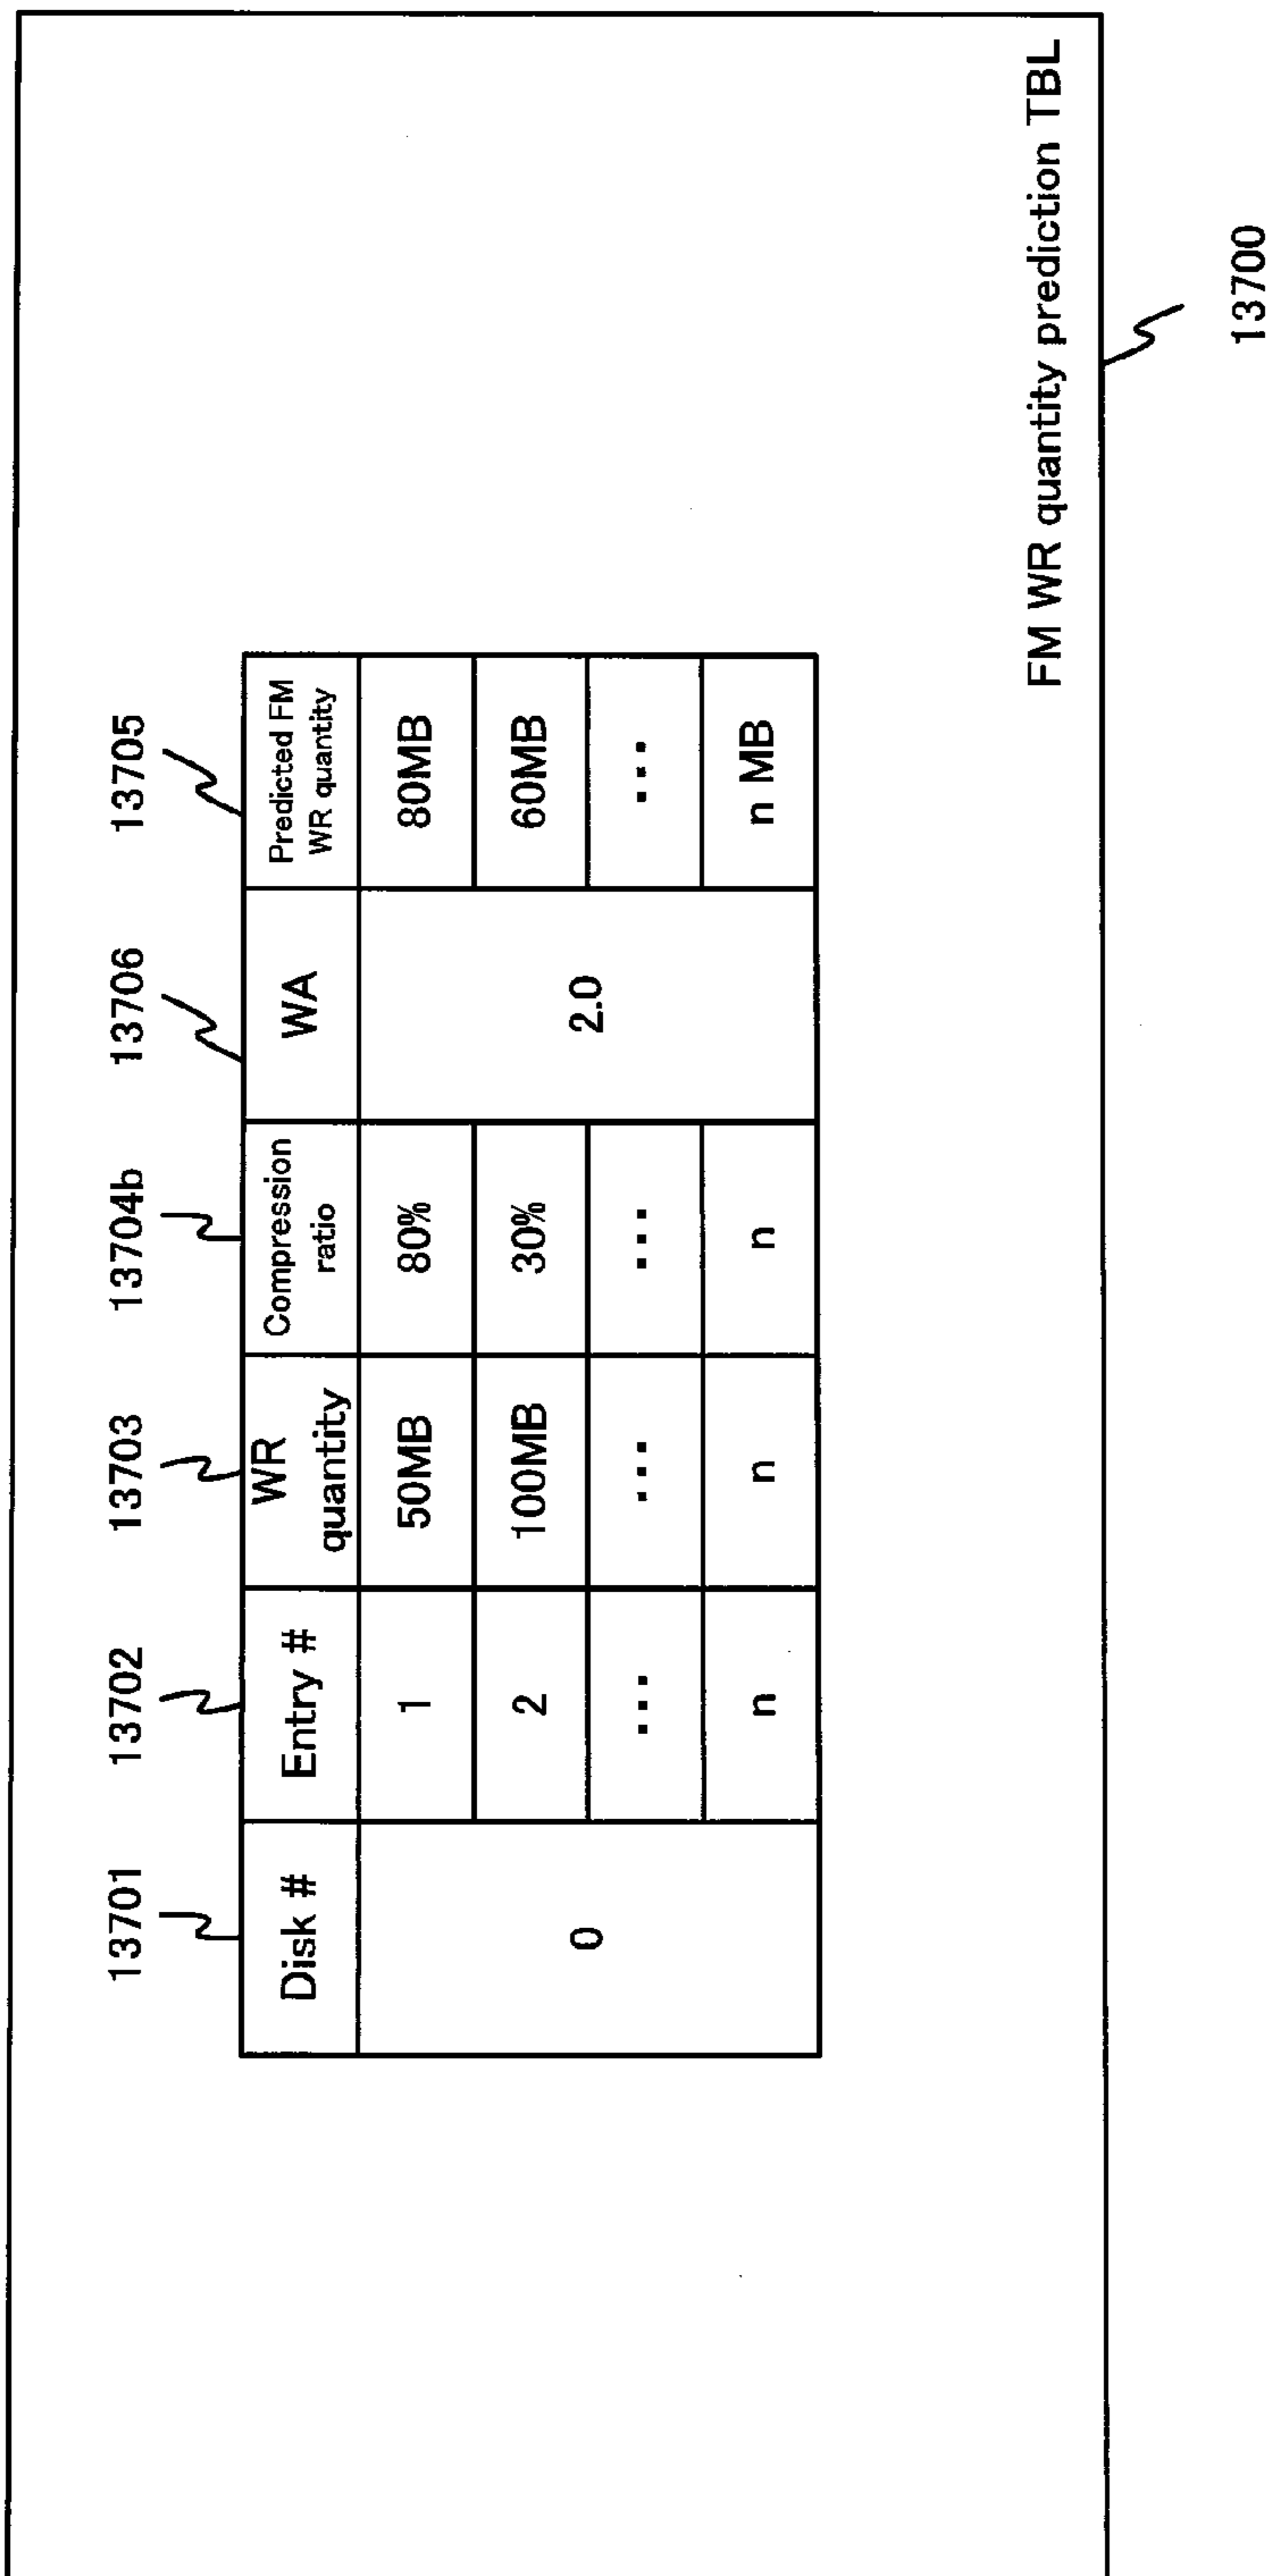 13701 13702 13703 13704b 13706 13705
Disk # Entry # WR quantity Compression ratio WA Predicted FM WR quantity
0 1 50MB 80% 2.0 80MB
2 100MB 30% 60MB
... ... ... ...
n n n n MB
FM WR quantity prediction TBL
13700